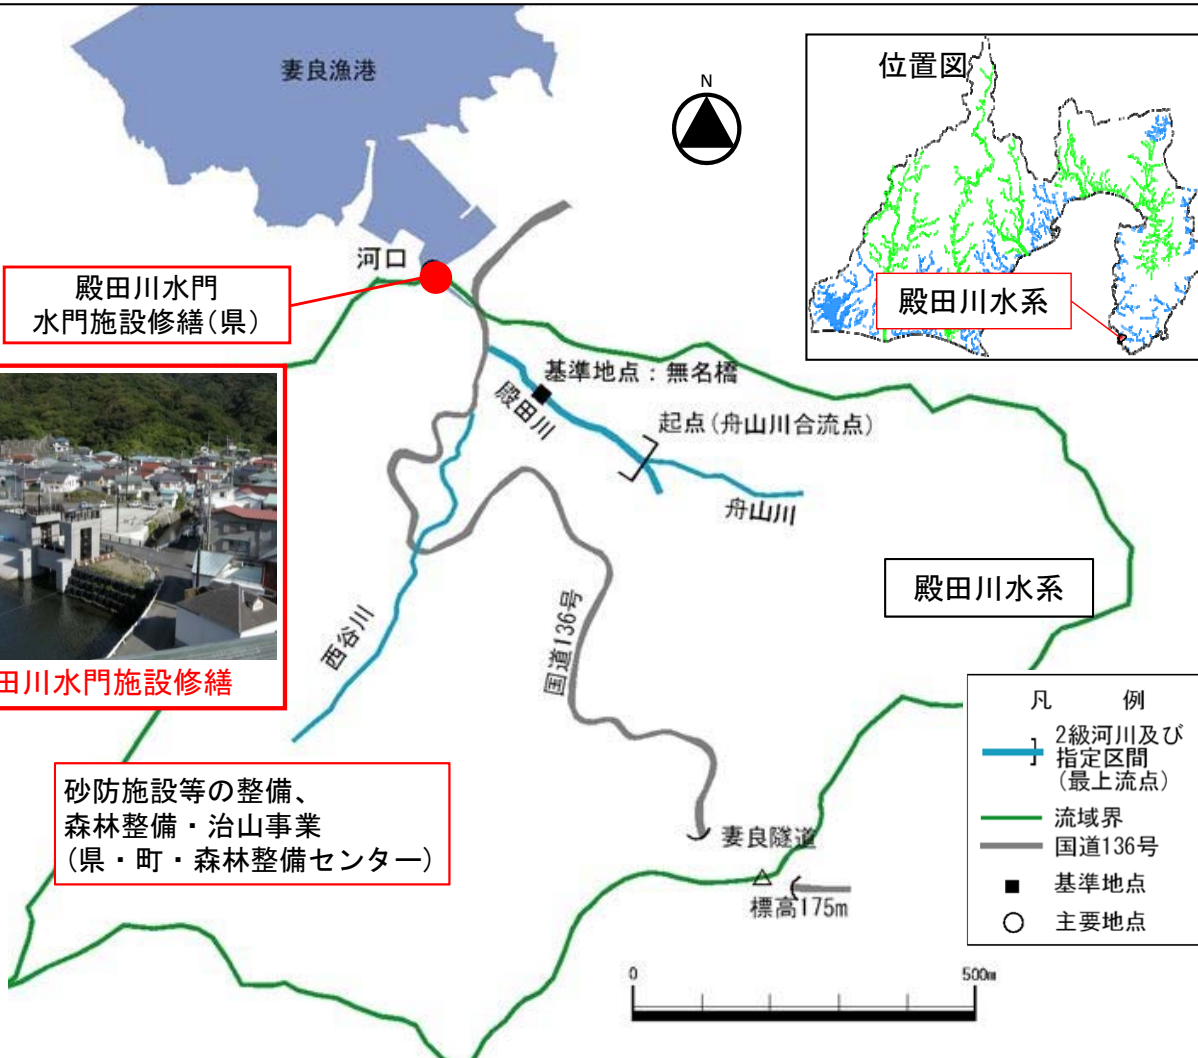 妻良漁港
N
位置図
殿田川水系
河口
殿田川水門
水門施設修繕(県)
基準地点：無名橋
殿田川
起点(舟山川合流点)
舟山川
殿田川水系
西谷川
国道136号
田川水門施設修繕
砂防施設等の整備、
森林整備・治山事業
(県・町・森林整備センター)
妻良隧道
標高175m
凡　例
2級河川及び
指定区間
(最上流点)
流域界
国道136号
基準地点
主要地点
0
500m